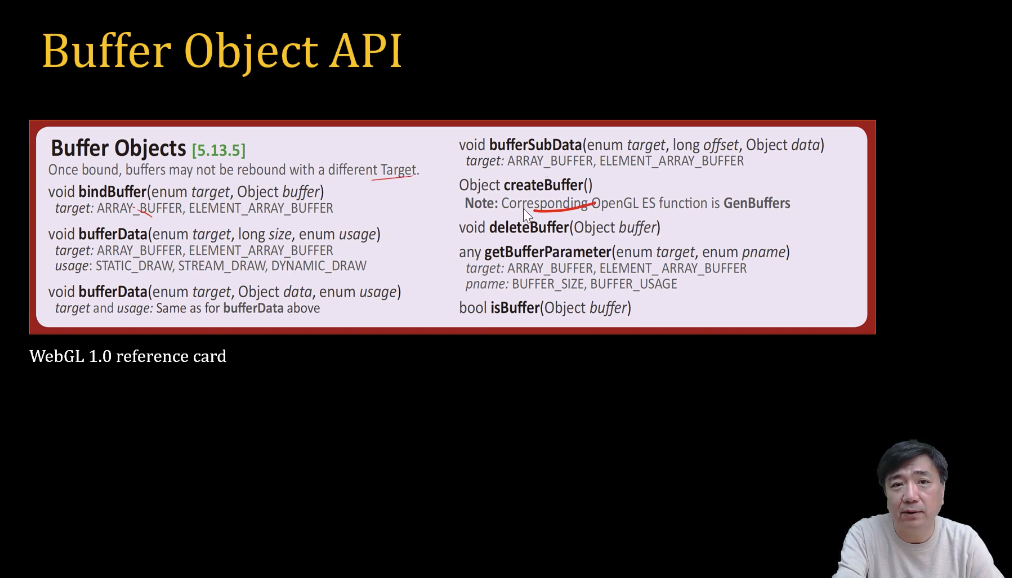 Buffer Object API
Buffer Objects [5.13.5]
Once bound, buffers may not be rebound with a different Target.
void bindBuffer(enum target, Object buffer)
target: ARRAY_BUFFER, ELEMENT_ARRAY_BUFFER
void bufferData(enum target, long size, enum usage)
target: ARRAY_BUFFER, ELEMENT_ARRAY_BUFFER
usage: STATIC_DRAW, STREAM_DRAW, DYNAMIC_DRAW
void bufferData(enum target, Object data, enum usage)
target and usage: Same as for bufferData above
void bufferSubData(enum target, long offset, Object data)
target: ARRAY_BUFFER, ELEMENT_ARRAY_BUFFER
Object createBuffer()
Note: Corresponding OpenGL ES function is GenBuffers
void deleteBuffer(Object buffer)
any getBufferParameter(enum target, enum pname)
target: ARRAY_BUFFER, ELEMENT_ ARRAY_BUFFER
pname: BUFFER_SIZE, BUFFER_USAGE
bool isBuffer(Object buffer)
WebGL 1.0 reference card